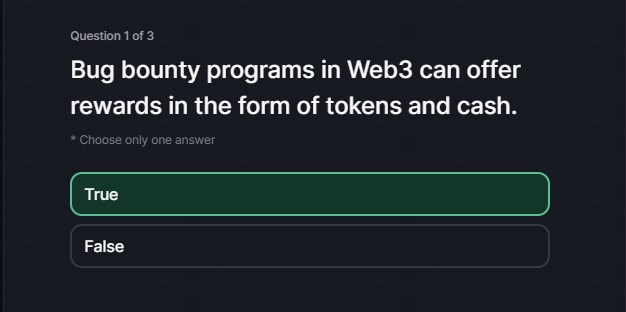 Question 1 of 3
Bug bounty programs in Web3 can offer
rewards in the form of tokens and cash.
* Choose only one answer
True
False